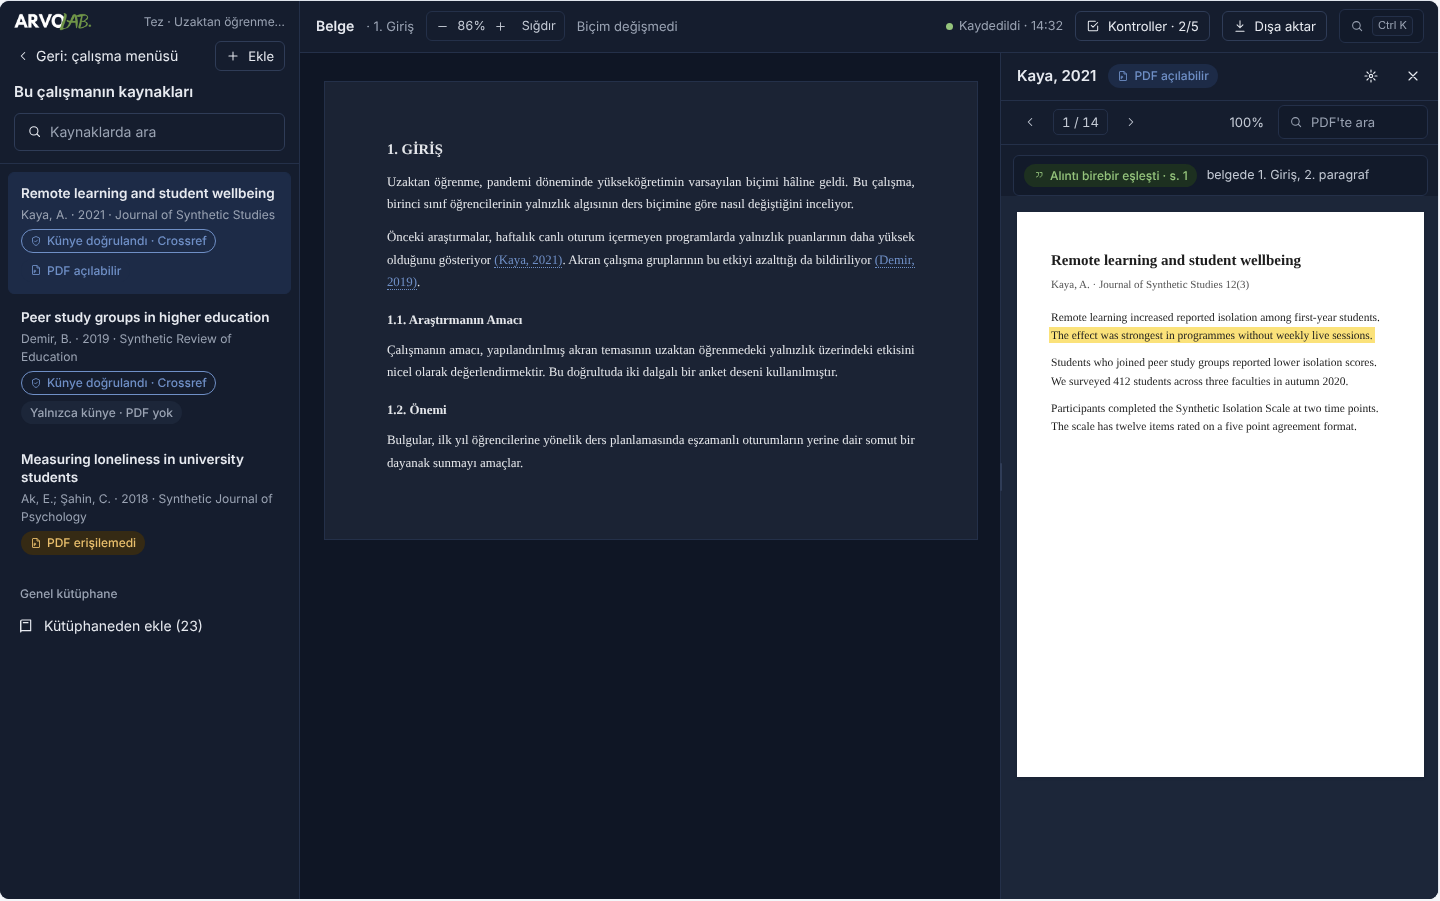 ARVOLAB.
Tez · Uzaktan öğrenme...
Geri: çalışma menüsü
Ekle
Bu çalışmanın kaynakları
Kaynaklarda ara
Remote learning and student wellbeing
Kaya, A. · 2021 · Journal of Synthetic Studies
Künye doğrulandı · Crossref
PDF açılabilir
Peer study groups in higher education
Demir, B. · 2019 · Synthetic Review of
Education
Künye doğrulandı · Crossref
Yalnızca künye · PDF yok
Measuring loneliness in university
students
Ak, E.; Şahin, C. · 2018 · Synthetic Journal of
Psychology
PDF erişilemedi
Genel kütüphane
Kütüphaneden ekle (23)
Belge · 1. Giriş
− 86% + Sığdır
Biçim değişmedi
Kaydedildi · 14:32
Kontroller · 2/5
Dışa aktar
Ctrl K
1. GİRİŞ
Uzaktan öğrenme, pandemi döneminde yükseköğretimin varsayılan biçimi hâline geldi. Bu çalışma,
birinci sınıf öğrencilerinin yalnızlık algısının ders biçimine göre nasıl değiştiğini inceliyor.
Önceki araştırmalar, haftalık canlı oturum içermeyen programlarda yalnızlık puanlarının daha yüksek
olduğunu gösteriyor (Kaya, 2021). Akran çalışma gruplarının bu etkiyi azalttığı da bildiriliyor (Demir,
2019).
1.1. Araştırmanın Amacı
Çalışmanın amacı, yapılandırılmış akran temasının uzaktan öğrenmedeki yalnızlık üzerindeki etkisini
nicel olarak değerlendirmektir. Bu doğrultuda iki dalgalı bir anket deseni kullanılmıştır.
1.2. Önemi
Bulgular, ilk yıl öğrencilerine yönelik ders planlamasında eşzamanlı oturumların yerine dair somut bir
dayanak sunmayı amaçlar.
Kaya, 2021
PDF açılabilir
1 / 14
100%
PDF'te ara
Alıntı birebir eşleşti · s. 1
belgede 1. Giriş, 2. paragraf
Remote learning and student wellbeing
Kaya, A. · Journal of Synthetic Studies 12(3)
Remote learning increased reported isolation among first-year students.
The effect was strongest in programmes without weekly live sessions.
Students who joined peer study groups reported lower isolation scores.
We surveyed 412 students across three faculties in autumn 2020.
Participants completed the Synthetic Isolation Scale at two time points.
The scale has twelve items rated on a five point agreement format.